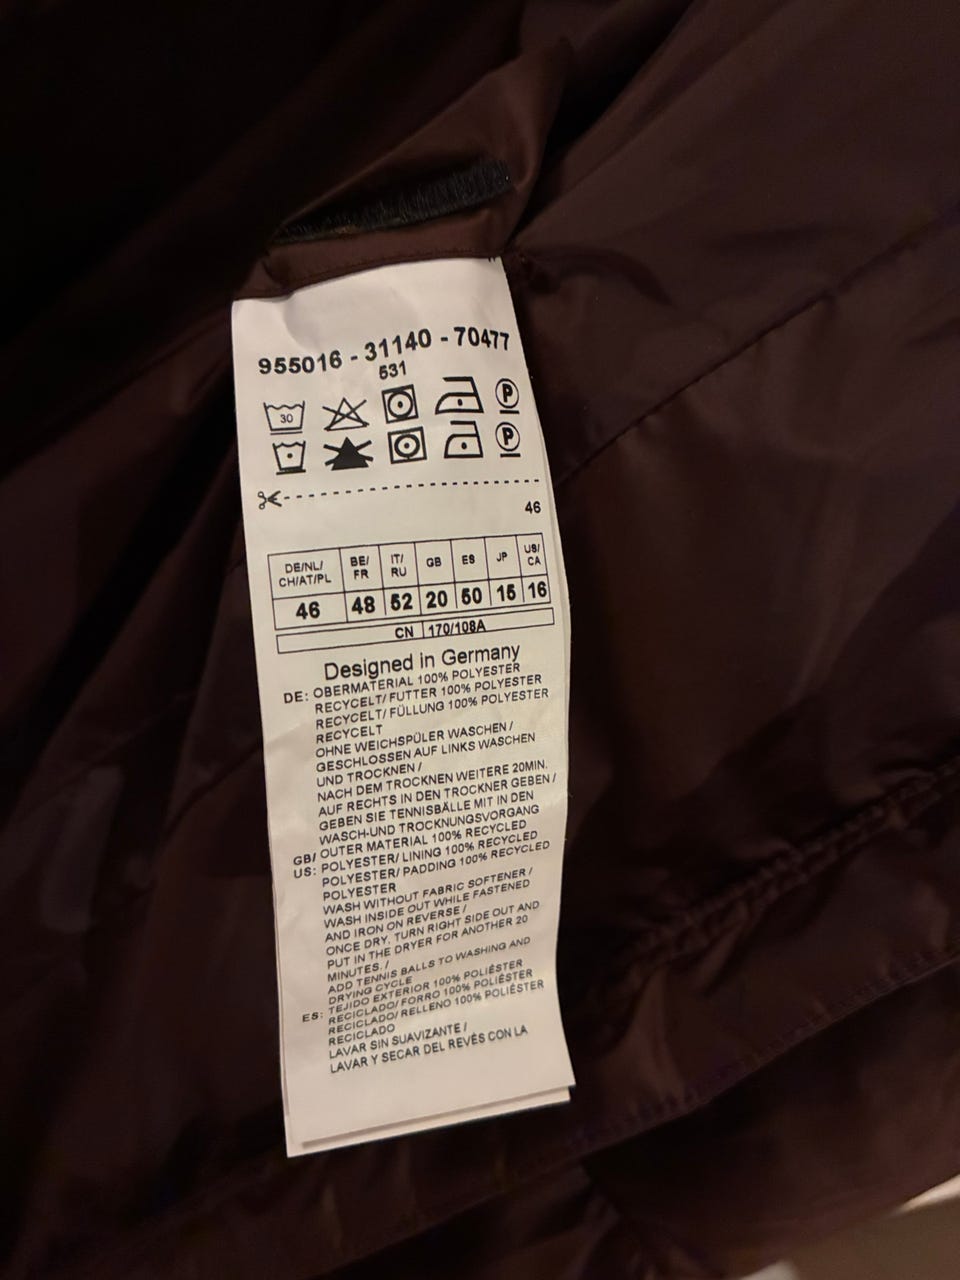 955016 - 31140 - 70477
531
30
P
P
46
DE/NL/ CH/AT/PL BE/ FR IT/ RU GB ES JP US/ CA
46 48 52 20 50 15 16
CN 170/108A
Designed in Germany
DE: OBERMATERIAL 100% POLYESTER
RECYCELT/ FUTTER 100% POLYESTER
RECYCELT/ FÜLLUNG 100% POLYESTER
RECYCELT
OHNE WEICHSPÜLER WASCHEN /
GESCHLOSSEN AUF LINKS WASCHEN
UND TROCKNEN /
NACH DEM TROCKNEN WEITERE 20MIN.
AUF RECHTS IN DEN TROCKNER GEBEN /
GEBEN SIE TENNISBÄLLE MIT IN DEN
WASCH-UND TROCKNUNGSVORGANG
GB/ OUTER MATERIAL 100% RECYCLED
US: POLYESTER/ LINING 100% RECYCLED
POLYESTER/ PADDING 100% RECYCLED
POLYESTER
WASH WITHOUT FABRIC SOFTENER /
WASH INSIDE OUT WHILE FASTENED
AND IRON ON REVERSE /
ONCE DRY, TURN RIGHT SIDE OUT AND
PUT IN THE DRYER FOR ANOTHER 20
MINUTES. /
ADD TENNIS BALLS TO WASHING AND
DRYING CYCLE
ES: TEJIDO EXTERIOR 100% POLIÉSTER
RECICLADO/ FORRO 100% POLIÉSTER
RECICLADO/ RELLENO 100% POLIÉSTER
RECICLADO
LAVAR SIN SUAVIZANTE /
LAVAR Y SECAR DEL REVÉS CON LA